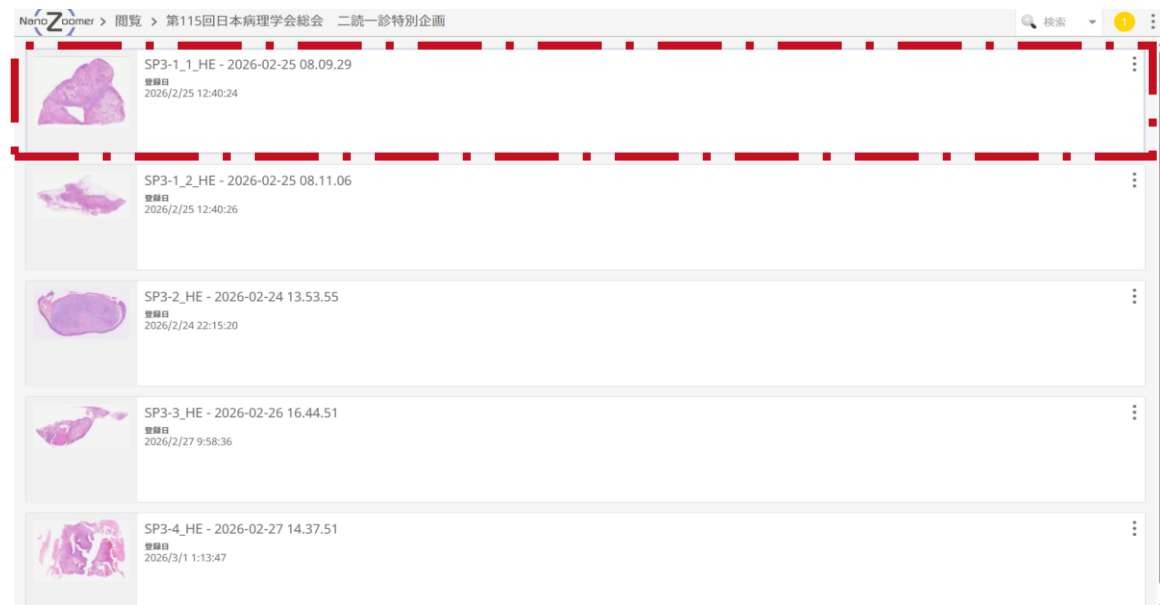 NanoZoomer > 閲覧 > 第115回日本病理学会総会　二読一診特別企画
検索
1
SP3-1_1_HE - 2026-02-25 08.09.29
登録日
2026/2/25 12:40:24
SP3-1_2_HE - 2026-02-25 08.11.06
登録日
2026/2/25 12:40:26
SP3-2_HE - 2026-02-24 13.53.55
登録日
2026/2/24 22:15:20
SP3-3_HE - 2026-02-26 16.44.51
登録日
2026/2/27 9:58:36
SP3-4_HE - 2026-02-27 14.37.51
登録日
2026/3/1 1:13:47